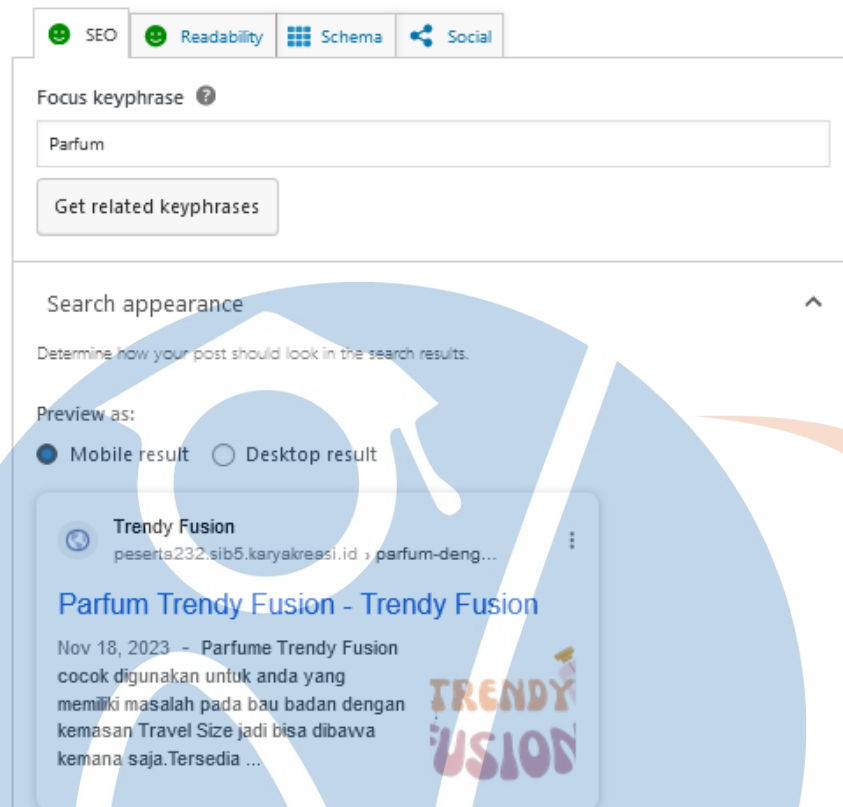 SEO Readability Schema Social
Focus keyphrase
Parfum
Get related keyphrases
Search appearance
Determine how your post should look in the search results.
Preview as:
Mobile result Desktop result
Trendy Fusion
peserta232.sib5.karyakreasi.id › parfum-deng...
Parfum Trendy Fusion - Trendy Fusion
Nov 18, 2023 - Parfume Trendy Fusion
cocok digunakan untuk anda yang
memiliki masalah pada bau badan dengan
kemasan Travel Size jadi bisa dibawa
kemana saja.Tersedia ...
TRENDY
FUSION